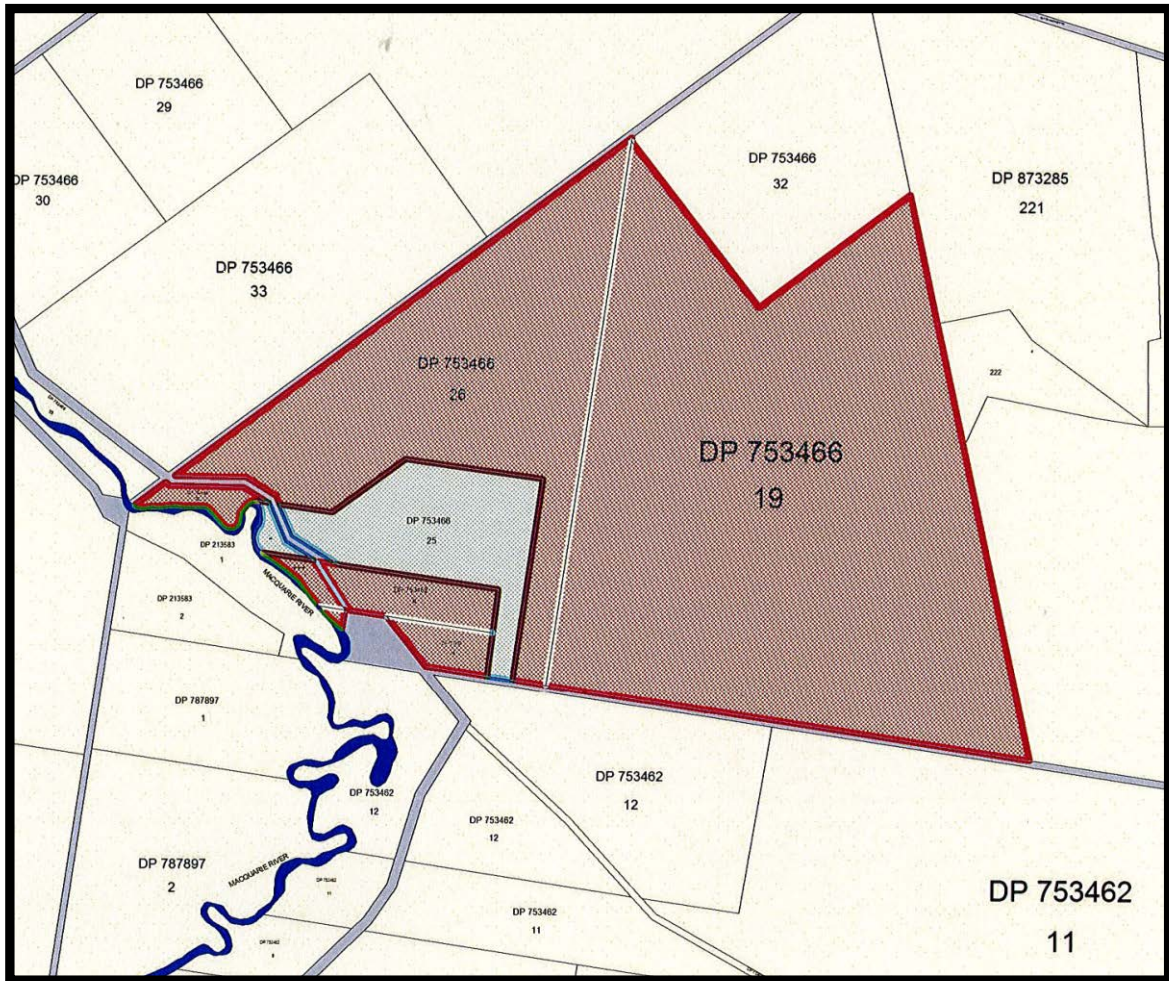 DP 753466
29
DP 753466
30
DP 753466
33
DP 753466
32
DP 873285
221
222
DP 753466
26
DP 753466
19
DP 753466
25
DP 213583
1
DP 213583
2
MACQUARIE RIVER
DP 787897
1
DP 787897
2
MACQUARIE RIVER
DP 753462
12
DP 753462
12
DP 753462
12
DP 753462
11
DP 753462
11